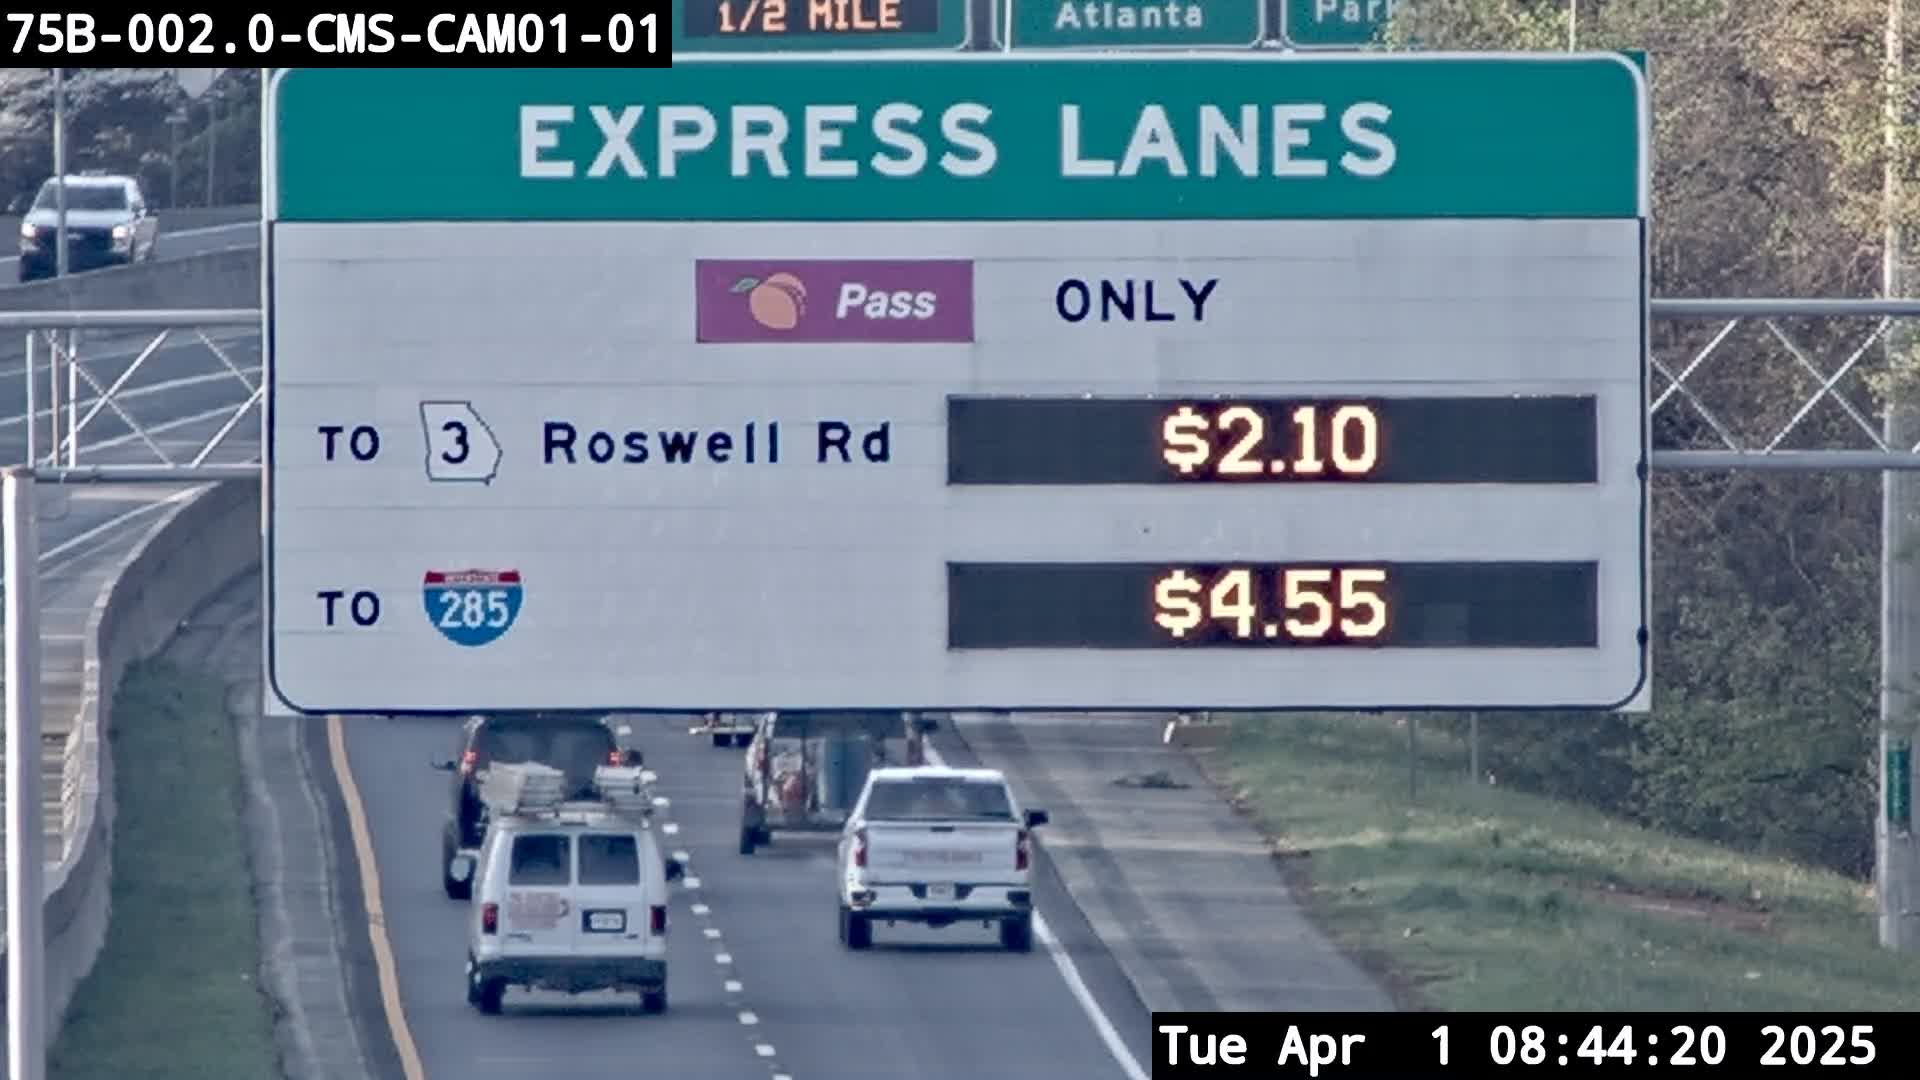 75B-002.0-CMS-CAM01-01
1/2 MILE
Atlanta
EXPRESS LANES
Pass ONLY
TO 3 Roswell Rd $2.10
TO 285 $4.55
Tue Apr 1 08:44:20 2025